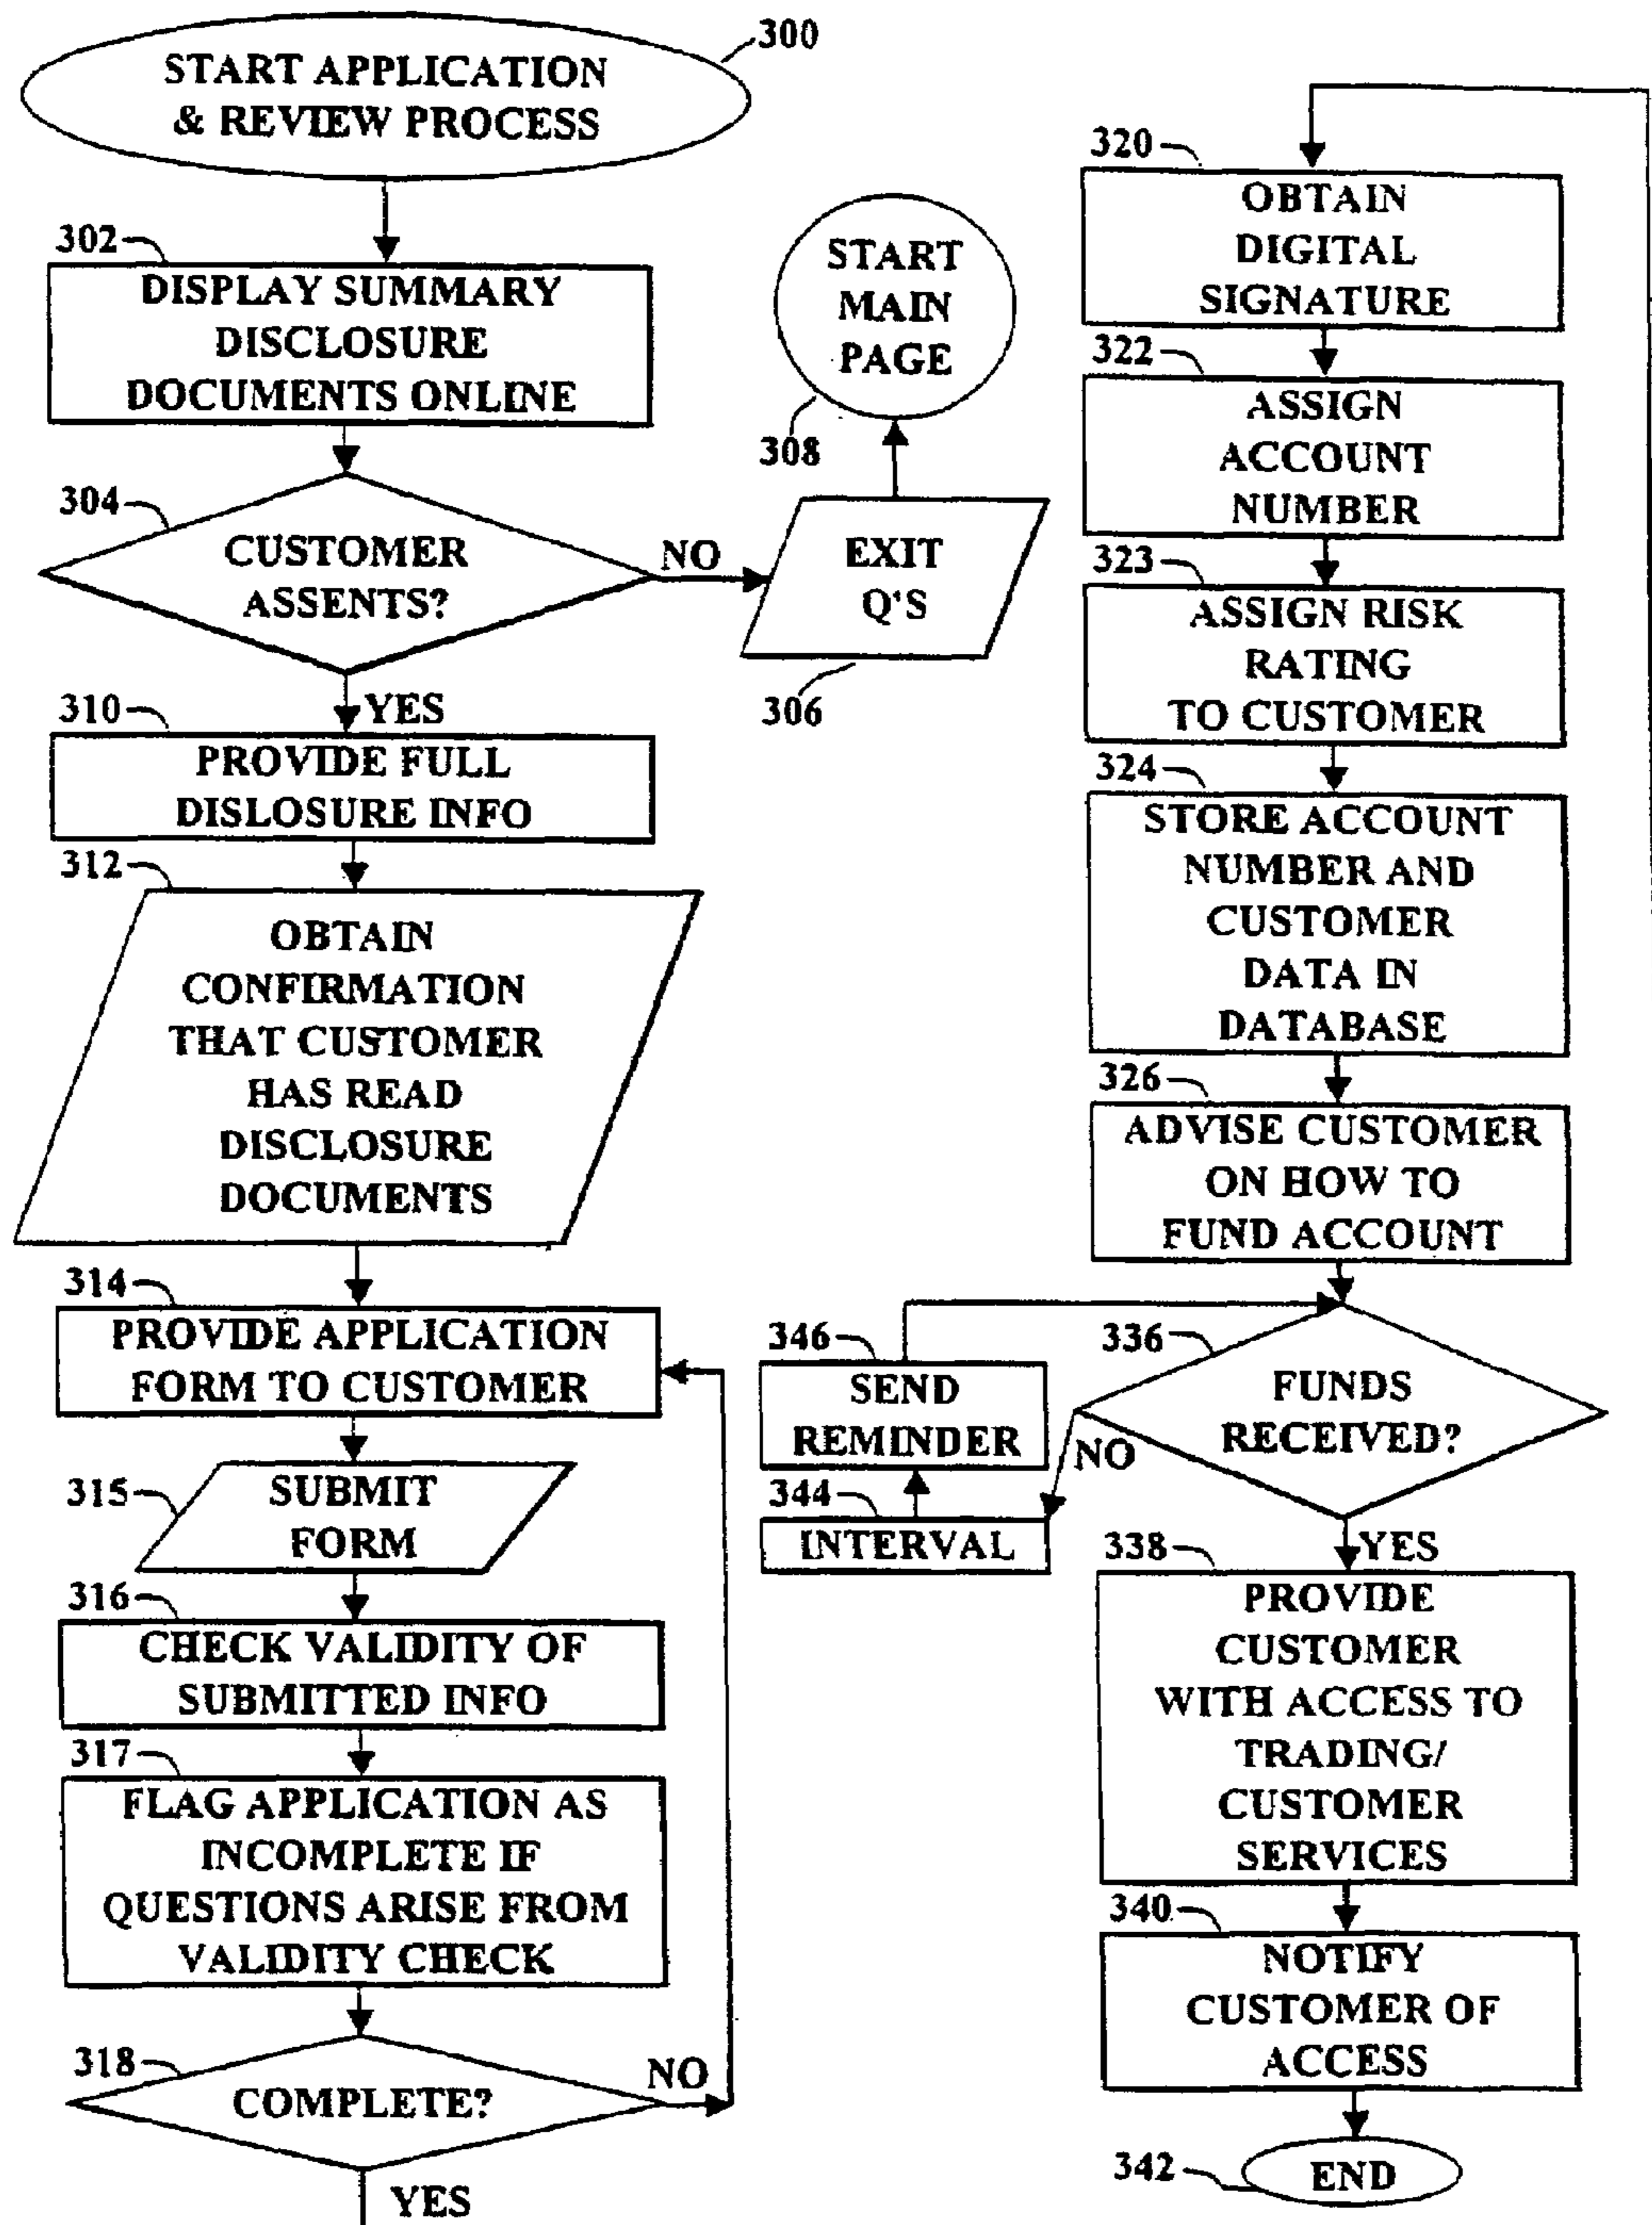 300
START APPLICATION
& REVIEW PROCESS
302
DISPLAY SUMMARY
DISCLOSURE
DOCUMENTS ONLINE
304
CUSTOMER
ASSENTS?
NO
EXIT
Q'S
306
START
MAIN
PAGE
308
YES
310
PROVIDE FULL
DISLOSURE INFO
312
OBTAIN
CONFIRMATION
THAT CUSTOMER
HAS READ
DISCLOSURE
DOCUMENTS
314
PROVIDE APPLICATION
FORM TO CUSTOMER
315
SUBMIT
FORM
316
CHECK VALIDITY OF
SUBMITTED INFO
317
FLAG APPLICATION AS
INCOMPLETE IF
QUESTIONS ARISE FROM
VALIDITY CHECK
318
COMPLETE?
NO
YES
320
OBTAIN
DIGITAL
SIGNATURE
322
ASSIGN
ACCOUNT
NUMBER
323
ASSIGN RISK
RATING
TO CUSTOMER
324
STORE ACCOUNT
NUMBER AND
CUSTOMER
DATA IN
DATABASE
326
ADVISE CUSTOMER
ON HOW TO
FUND ACCOUNT
336
FUNDS
RECEIVED?
NO
344
INTERVAL
346
SEND
REMINDER
YES
338
PROVIDE
CUSTOMER
WITH ACCESS TO
TRADING/
CUSTOMER
SERVICES
340
NOTIFY
CUSTOMER OF
ACCESS
342
END